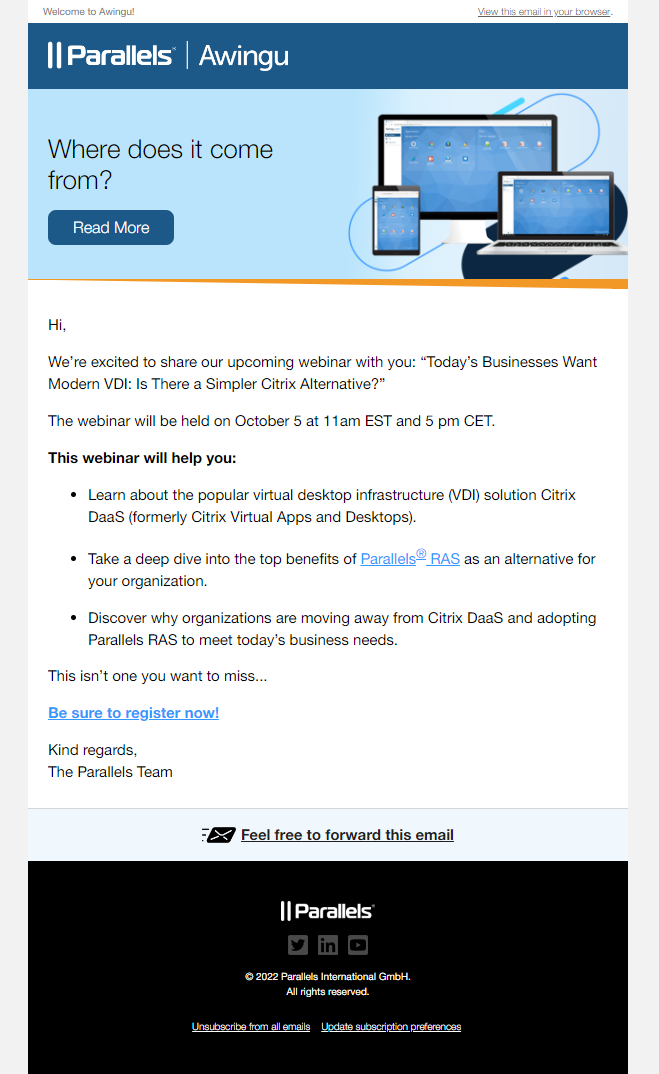 Welcome to Awingu!
View this email in your browser.
Parallels® | Awingu
Where does it come
from?
Read More
Hi,
We’re excited to share our upcoming webinar with you: “Today’s Businesses Want
Modern VDI: Is There a Simpler Citrix Alternative?”
The webinar will be held on October 5 at 11am EST and 5 pm CET.
This webinar will help you:
• Learn about the popular virtual desktop infrastructure (VDI) solution Citrix
DaaS (formerly Citrix Virtual Apps and Desktops).
• Take a deep dive into the top benefits of Parallels® RAS as an alternative for
your organization.
• Discover why organizations are moving away from Citrix DaaS and adopting
Parallels RAS to meet today’s business needs.
This isn’t one you want to miss...
Be sure to register now!
Kind regards,
The Parallels Team
Feel free to forward this email
Parallels®
© 2022 Parallels International GmbH.
All rights reserved.
Unsubscribe from all emails Update subscription preferences